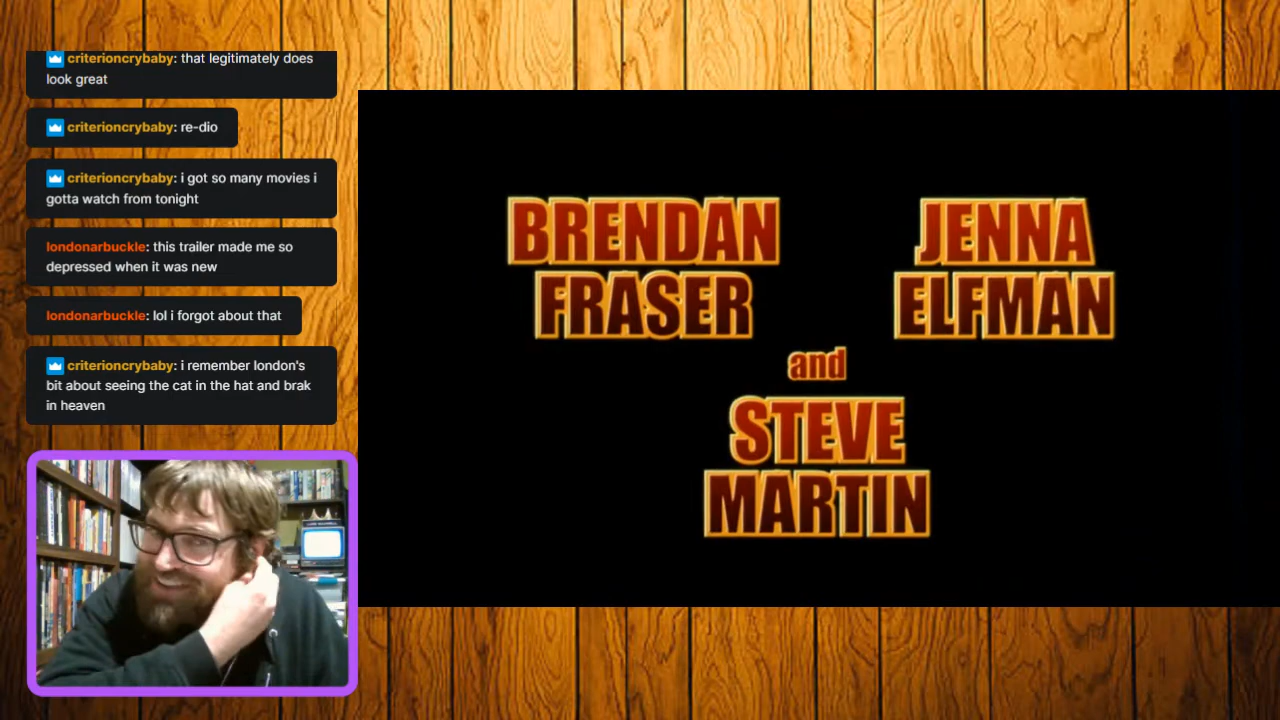 criterioncrybaby: that legitimately does
look great
criterioncrybaby: re-dio
criterioncrybaby: i got so many movies i
gotta watch from tonight
londonarbuckle: this trailer made me so
depressed when it was new
londonarbuckle: lol i forgot about that
criterioncrybaby: i remember london's
bit about seeing the cat in the hat and brak
in heaven
BRENDAN
FRASER
JENNA
ELFMAN
and
STEVE
MARTIN